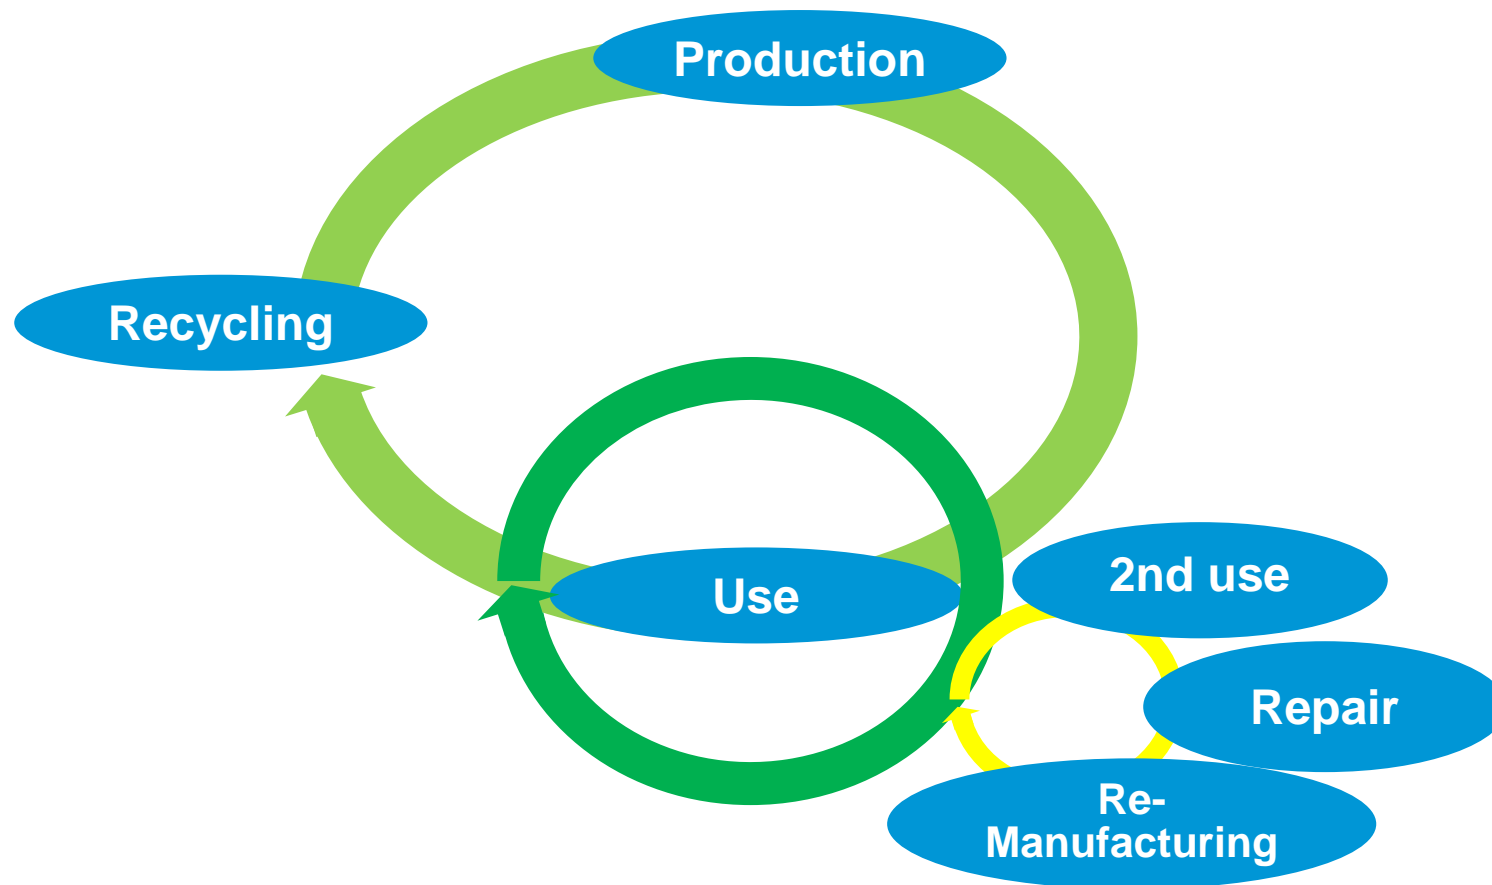 Production
Recycling
Use
2nd use
Repair
Re-
Manufacturing